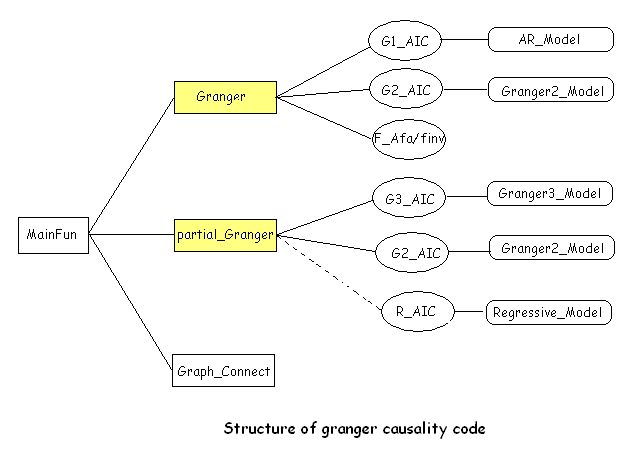 G1_AIC
AR_Model
Granger
G2_AIC
Granger2_Model
F_Afa/finv
MainFun
partial_Granger
G3_AIC
Granger3_Model
G2_AIC
Granger2_Model
R_AIC
Regressive_Model
Graph_Connect
Structure of granger causality code